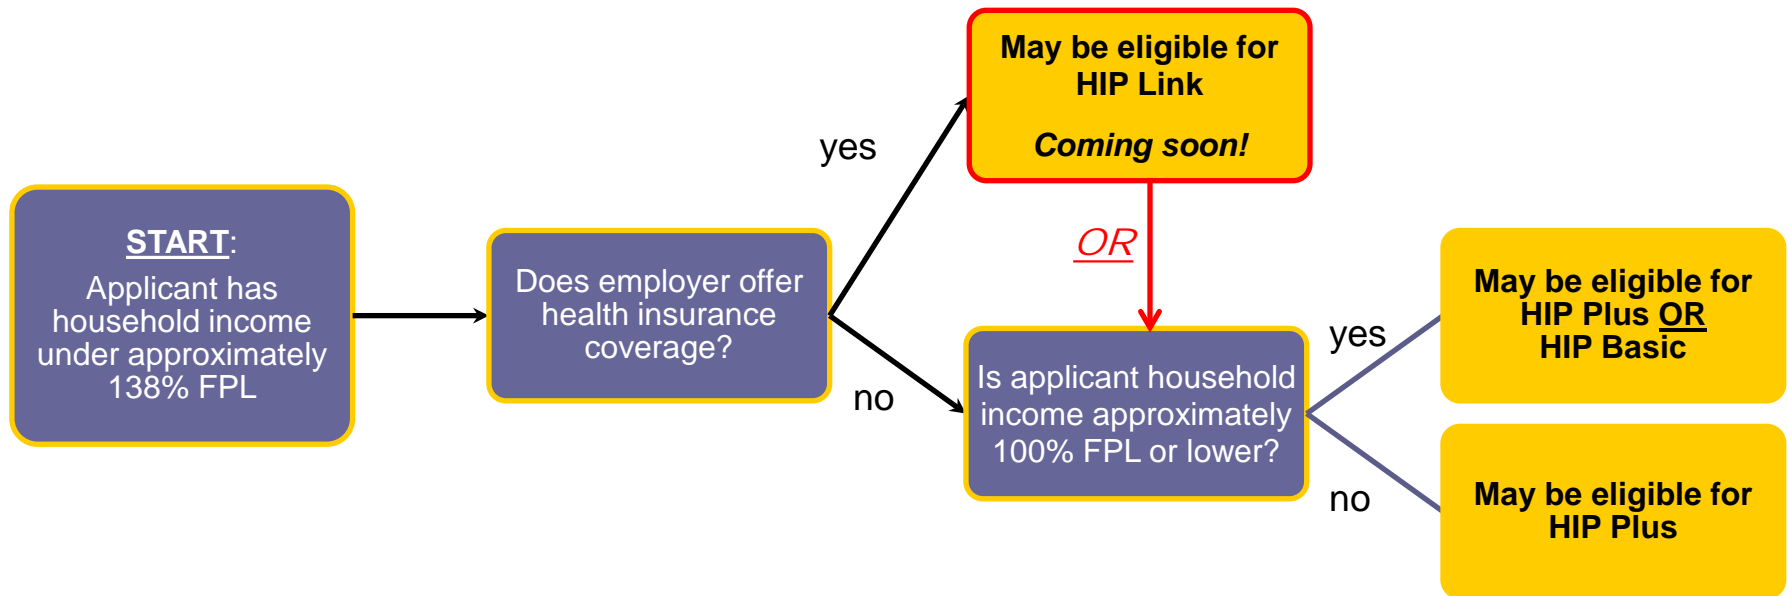 START:
Applicant has
household income
under approximately
138% FPL
Does employer offer
health insurance
coverage?
yes
no
May be eligible for
HIP Link
Coming soon!
OR
Is applicant household
income approximately
100% FPL or lower?
yes
no
May be eligible for
HIP Plus OR
HIP Basic
May be eligible for
HIP Plus